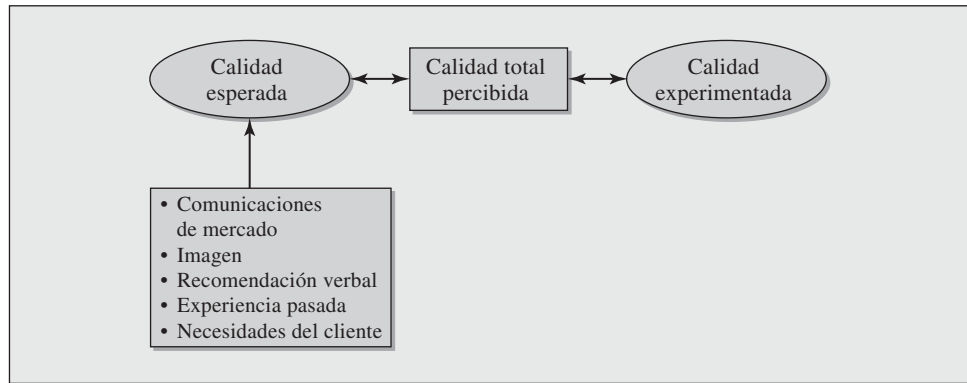 Calidad
esperada
Calidad total
percibida
Calidad
experimentada
• Comunicaciones
de mercado
• Imagen
• Recomendación verbal
• Experiencia pasada
• Necesidades del cliente